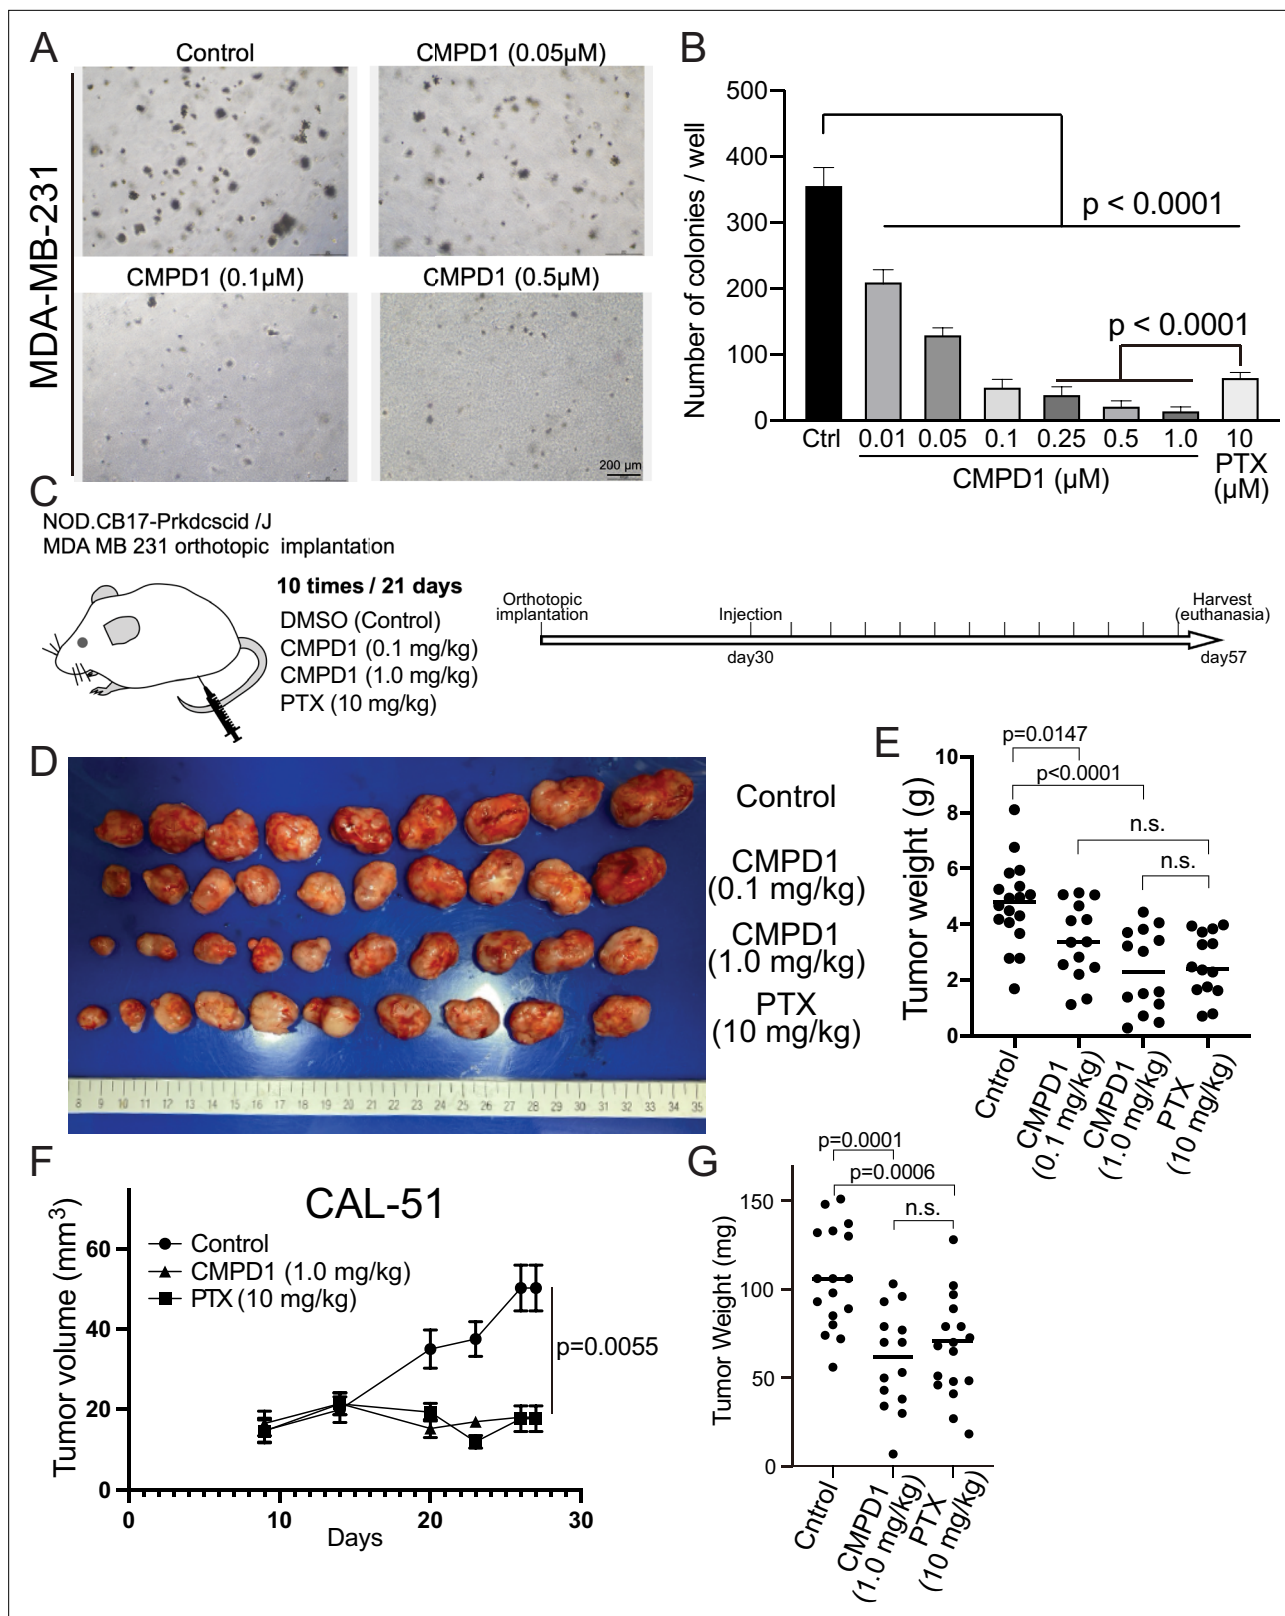 A
Control
CMPD1 (0.05µM)
MDA-MB-231
CMPD1 (0.1µM)
CMPD1 (0.5µM)
200 µm
B
Number of colonies / well
500
400
300
200
100
0
p < 0.0001
p < 0.0001
Ctrl 0.01 0.05 0.1 0.25 0.5 1.0 10
CMPD1 (µM)
PTX
(µM)
C
NOD.CB17-Prkdcscid /J
MDA MB 231 orthotopic implantation
10 times / 21 days
DMSO (Control)
CMPD1 (0.1 mg/kg)
CMPD1 (1.0 mg/kg)
PTX (10 mg/kg)
Orthotopic
implantation
Injection
Harvest
(euthanasia)
day30
day57
D
Control
CMPD1
(0.1 mg/kg)
CMPD1
(1.0 mg/kg)
PTX
(10 mg/kg)
8 9 10 11 12 13 14 15 16 17 18 19 20 21 22 23 24 25 26 27 28 29 30 31 32 33 34 35
E
p=0.0147
p<0.0001
n.s.
n.s.
Tumor weight (g)
10
8
6
4
2
0
Cntrol
CMPD1
(0.1 mg/kg)
CMPD1
(1.0 mg/kg)
PTX
(10 mg/kg)
F
CAL-51
Tumor volume (mm3)
60
40
20
0
Control
CMPD1 (1.0 mg/kg)
PTX (10 mg/kg)
p=0.0055
0 10 20 30
Days
G
p=0.0001
p=0.0006
n.s.
Tumor Weight (mg)
150
100
50
0
Cntrol
CMPD1
(1.0 mg/kg)
PTX
(10 mg/kg)